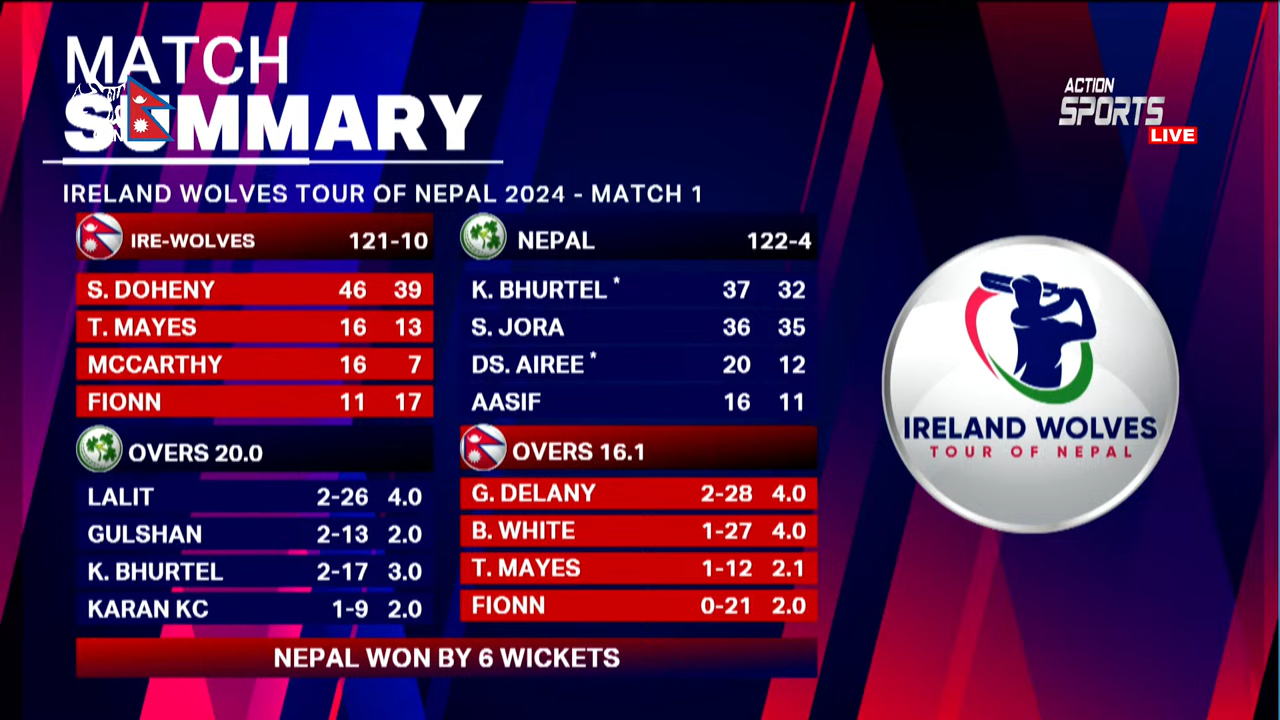 MATCH
SUMMARY
ACTION
SPORTS
LIVE
IRELAND WOLVES TOUR OF NEPAL 2024 - MATCH 1
IRE-WOLVES 121-10
S. DOHENY 46 39
T. MAYES 16 13
MCCARTHY 16 7
FIONN 11 17
OVERS 20.0
LALIT 2-26 4.0
GULSHAN 2-13 2.0
K. BHURTEL 2-17 3.0
KARAN KC 1-9 2.0
NEPAL 122-4
K. BHURTEL * 37 32
S. JORA 36 35
DS. AIREE * 20 12
AASIF 16 11
OVERS 16.1
G. DELANY 2-28 4.0
B. WHITE 1-27 4.0
T. MAYES 1-12 2.1
FIONN 0-21 2.0
NEPAL WON BY 6 WICKETS
IRELAND WOLVES
TOUR OF NEPAL